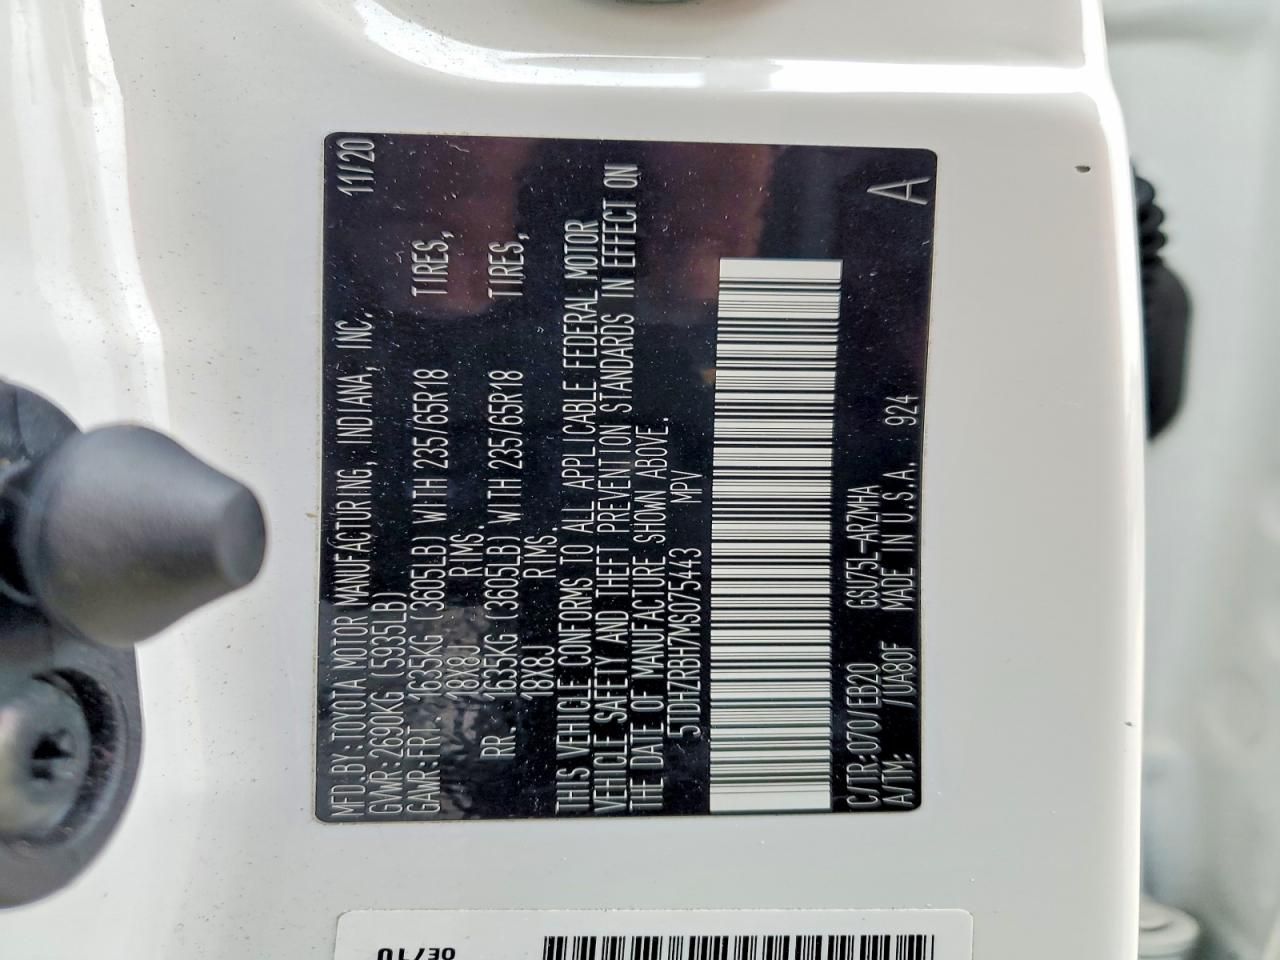 MFD.BY:TOYOTA MOTOR MANUFACTURING, INDIANA, INC. 11/20
GVWR:2690KG (5935LB)
GAWR:FRT. 1635KG (3605LB) WITH 235/65R18 TIRES,
18X8J RIMS.
RR. 1635KG (3605LB) WITH 235/65R18 TIRES,
18X8J RIMS.
THIS VEHICLE CONFORMS TO ALL APPLICABLE FEDERAL MOTOR
VEHICLE SAFETY AND THEFT PREVENTION STANDARDS IN EFFECT ON
THE DATE OF MANUFACTURE SHOWN ABOVE.
5TDHZRBH7MS075443 MPV
C/TR:070/EB20 GSU75L-ARZMHA
A/TM: /UA80F MADE IN U.S.A. 924 A